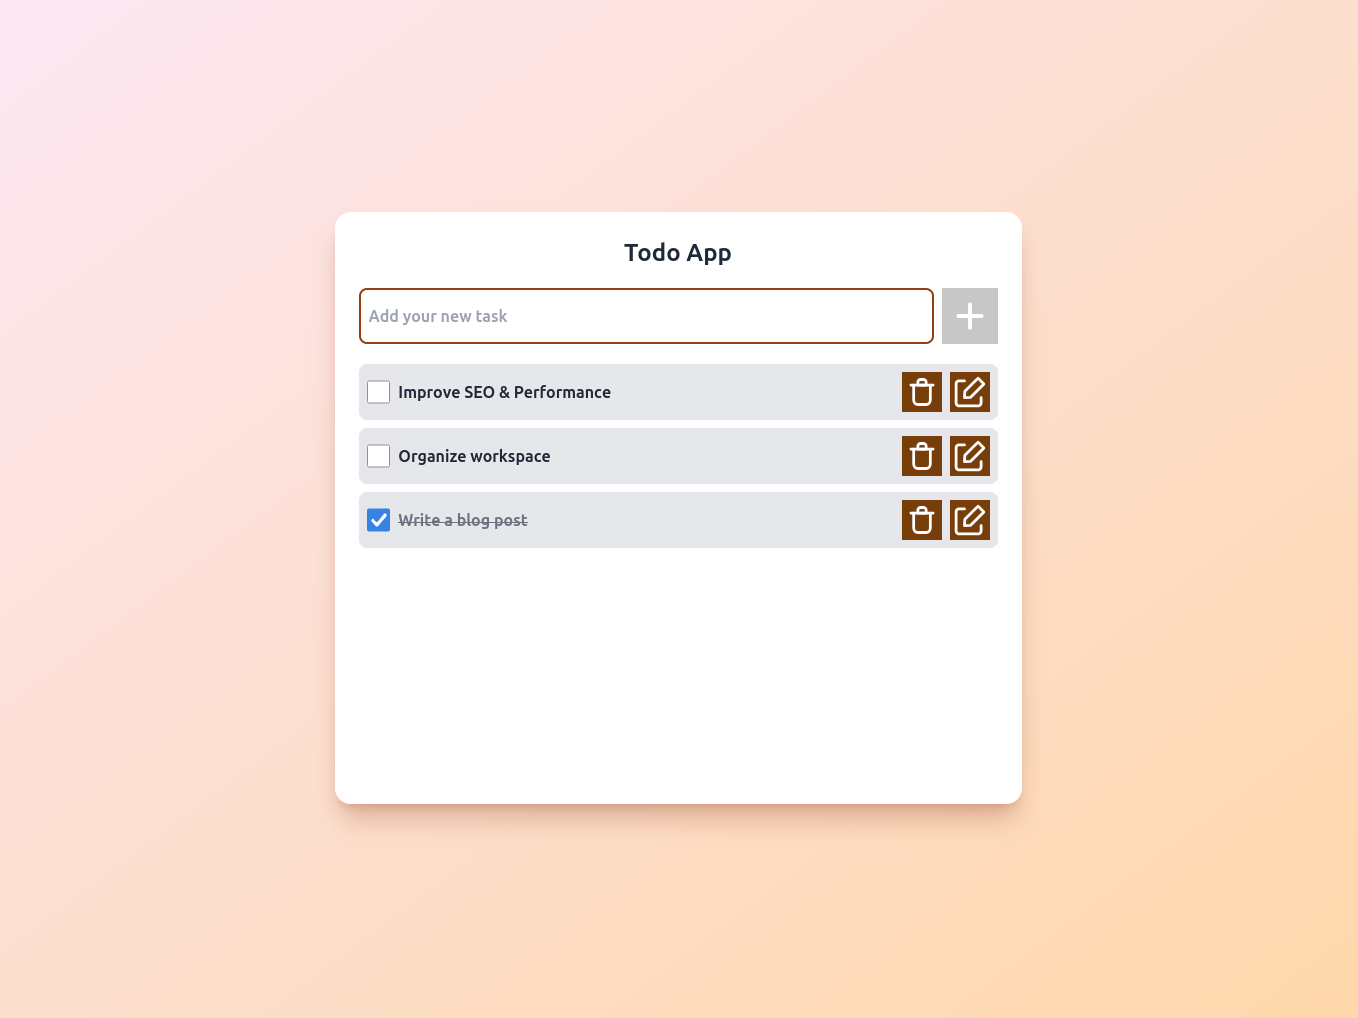 Todo App
Add your new task
Improve SEO & Performance
Organize workspace
Write a blog post